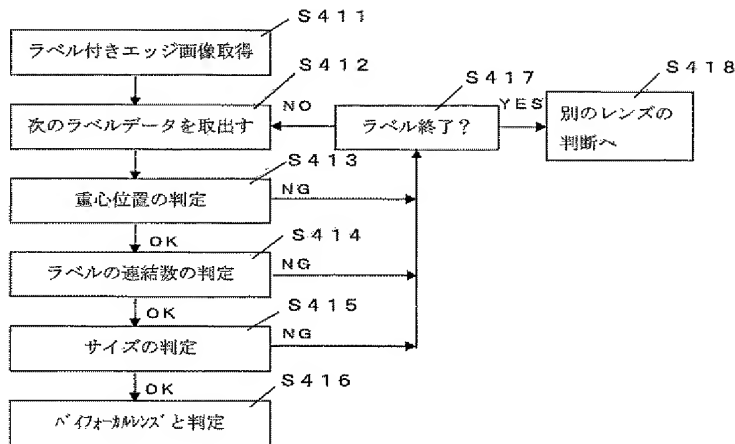 S411
ラベル付きエッジ画像取得
S412
次のラベルデータを取出す
NO
S417
ラベル終了?
YES
S418
別のレンズの
判断へ
S413
重心位置の判定
NG
OK
S414
ラベルの連結数の判定
NG
OK
S415
サイズの判定
NG
OK
S416
バイフォーカルレンズと判定